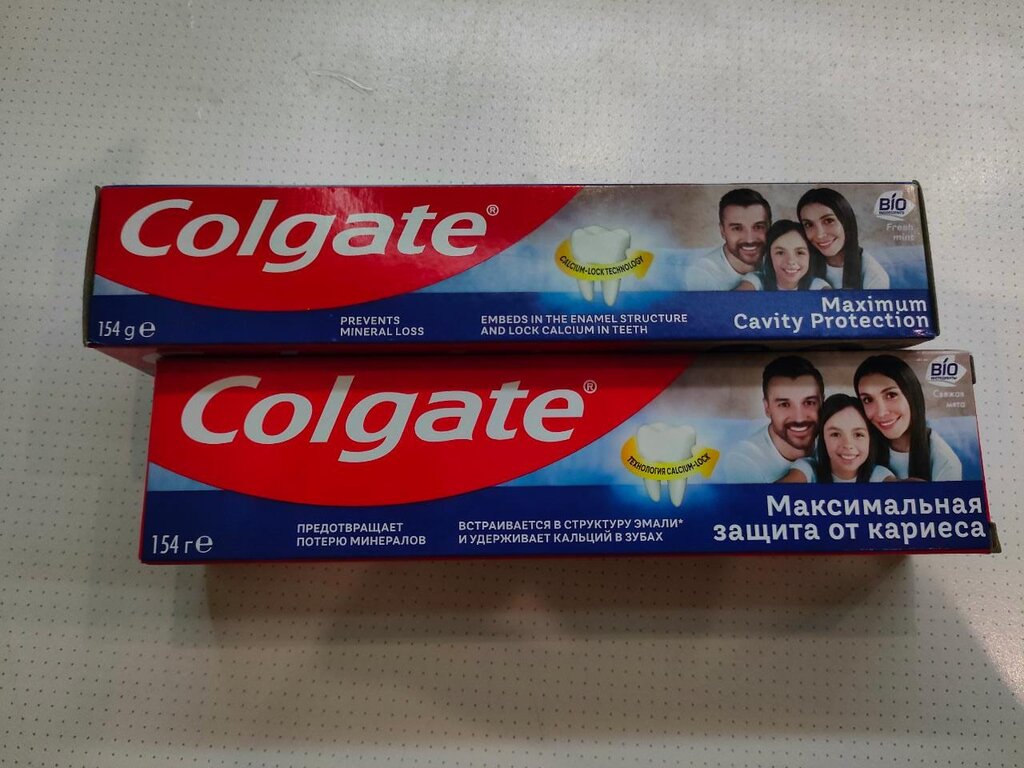 Colgate®
CALCIUM-LOCK TECHNOLOGY
BIO
INGREDIENTS
Fresh
mint
154 g e
PREVENTS
MINERAL LOSS
EMBEDS IN THE ENAMEL STRUCTURE
AND LOCK CALCIUM IN TEETH
Maximum
Cavity Protection
Colgate®
ТЕХНОЛОГИЯ CALCIUM-LOCK
BIO
ИНГРЕДИЕНТЫ
Свежая
мята
154 г e
ПРЕДОТВРАЩАЕТ
ПОТЕРЮ МИНЕРАЛОВ
ВСТРАИВАЕТСЯ В СТРУКТУРУ ЭМАЛИ*
И УДЕРЖИВАЕТ КАЛЬЦИЙ В ЗУБАХ
Максимальная
защита от кариеса